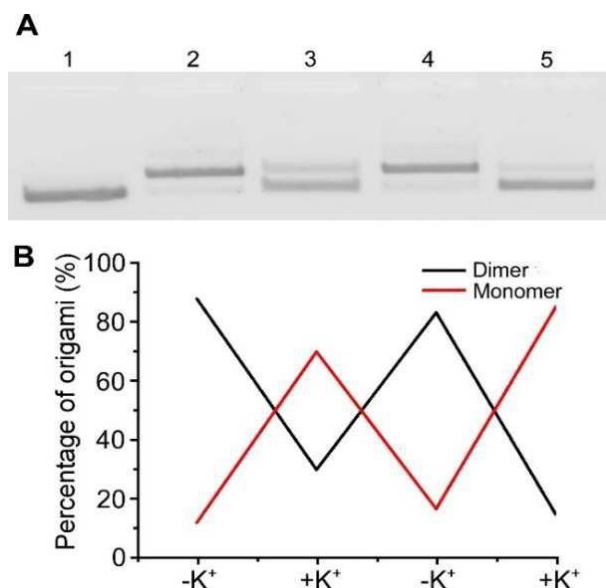 A
1 2 3 4 5
B
Percentage of origami (%)
100
80
60
40
20
0
Dimer
Monomer
-K⁺ +K⁺ -K⁺ +K⁺